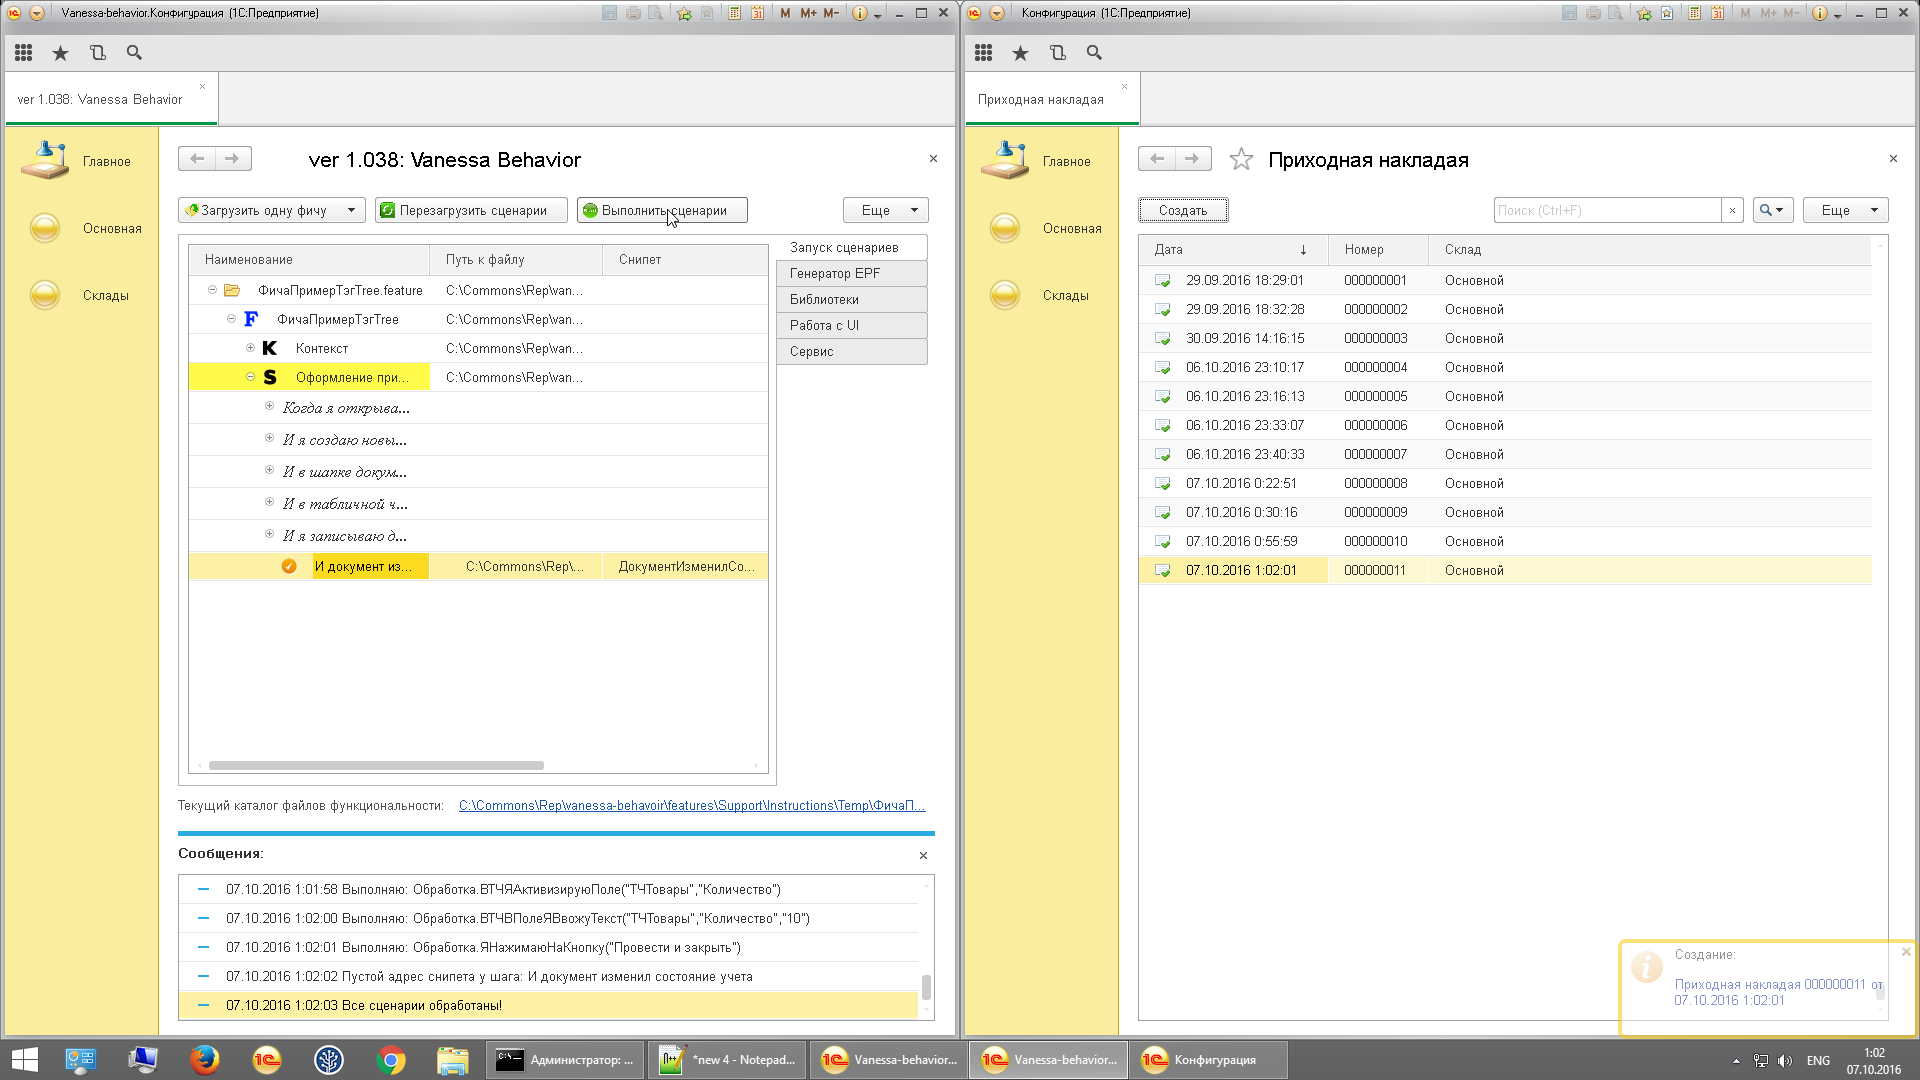 Vanessa-behavior.Конфигурация (1С:Предприятие)
M M+ M-
ver 1.038: Vanessa Behavior
Главное
Основная
Склады
ver 1.038: Vanessa Behavior
Загрузить одну фичу
Перезагрузить сценарии
Выполнить сценарии
Еще
Наименование Путь к файлу Снипет
ФичаПримерТэгTree.feature C:\Commons\Rep\van...
F ФичаПримерТэгTree C:\Commons\Rep\van...
K Контекст C:\Commons\Rep\van...
S Оформление при... C:\Commons\Rep\van...
Когда я открыва...
И я создаю новы...
И в шапке докум...
И в табличной ч...
И я записываю д...
И документ из... C:\Commons\Rep\... ДокументИзменилСо...
Запуск сценариев
Генератор EPF
Библиотеки
Работа с UI
Сервис
Текущий каталог файлов функциональности: C:\Commons\Rep\vanessa-behavoir\features\Support\Instructions\Temp\ФичаП...
Сообщения:
07.10.2016 1:01:58 Выполняю: Обработка.ВТЧЯАктивизируюПоле("ТЧТовары","Количество")
07.10.2016 1:02:00 Выполняю: Обработка.ВТЧВПолеЯВвожуТекст("ТЧТовары","Количество","10")
07.10.2016 1:02:01 Выполняю: Обработка.ЯНажимаюНаКнопку("Провести и закрыть")
07.10.2016 1:02:02 Пустой адрес снипета у шага: И документ изменил состояние учета
07.10.2016 1:02:03 Все сценарии обработаны!
Конфигурация (1С:Предприятие)
M M+ M-
Приходная накладая
Главное
Основная
Склады
Приходная накладая
Создать
Поиск (Ctrl+F)
Еще
Дата Номер Склад
29.09.2016 18:29:01 000000001 Основной
29.09.2016 18:32:28 000000002 Основной
30.09.2016 14:16:15 000000003 Основной
06.10.2016 23:10:17 000000004 Основной
06.10.2016 23:16:13 000000005 Основной
06.10.2016 23:33:07 000000006 Основной
06.10.2016 23:40:33 000000007 Основной
07.10.2016 0:22:51 000000008 Основной
07.10.2016 0:30:16 000000009 Основной
07.10.2016 0:55:59 000000010 Основной
07.10.2016 1:02:01 000000011 Основной
Создание:
Приходная накладая 000000011 от
07.10.2016 1:02:01
Администратор: ...
*new 4 - Notepad...
Vanessa-behavior...
Vanessa-behavior...
Конфигурация
ENG
1:02
07.10.2016